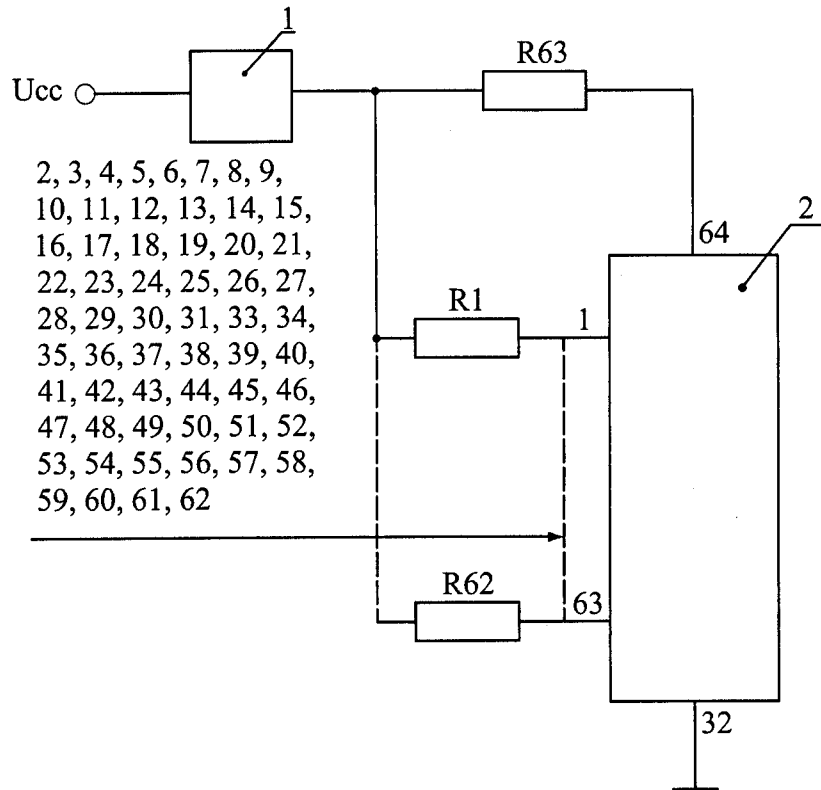 1
R63
Ucc
2, 3, 4, 5, 6, 7, 8, 9,
10, 11, 12, 13, 14, 15,
16, 17, 18, 19, 20, 21,
22, 23, 24, 25, 26, 27,
28, 29, 30, 31, 33, 34,
35, 36, 37, 38, 39, 40,
41, 42, 43, 44, 45, 46,
47, 48, 49, 50, 51, 52,
53, 54, 55, 56, 57, 58,
59, 60, 61, 62
64
2
R1
1
R62
63
32